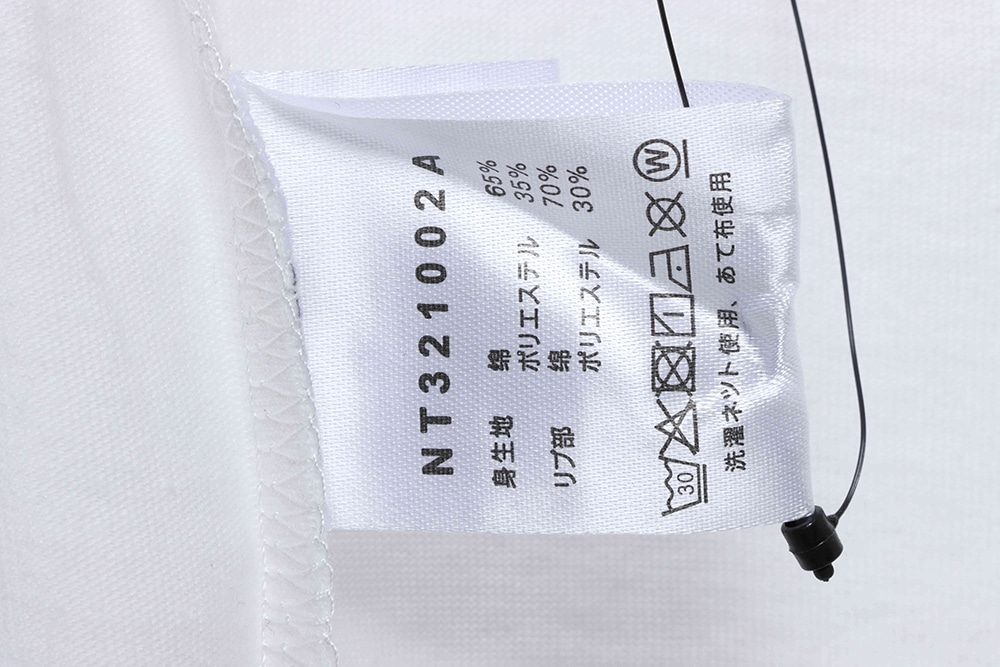 NT321002A
身生地 綿 65%
ポリエステル 35%
リブ部 綿 70%
ポリエステル 30%
30 W
洗濯ネット使用、あて布使用